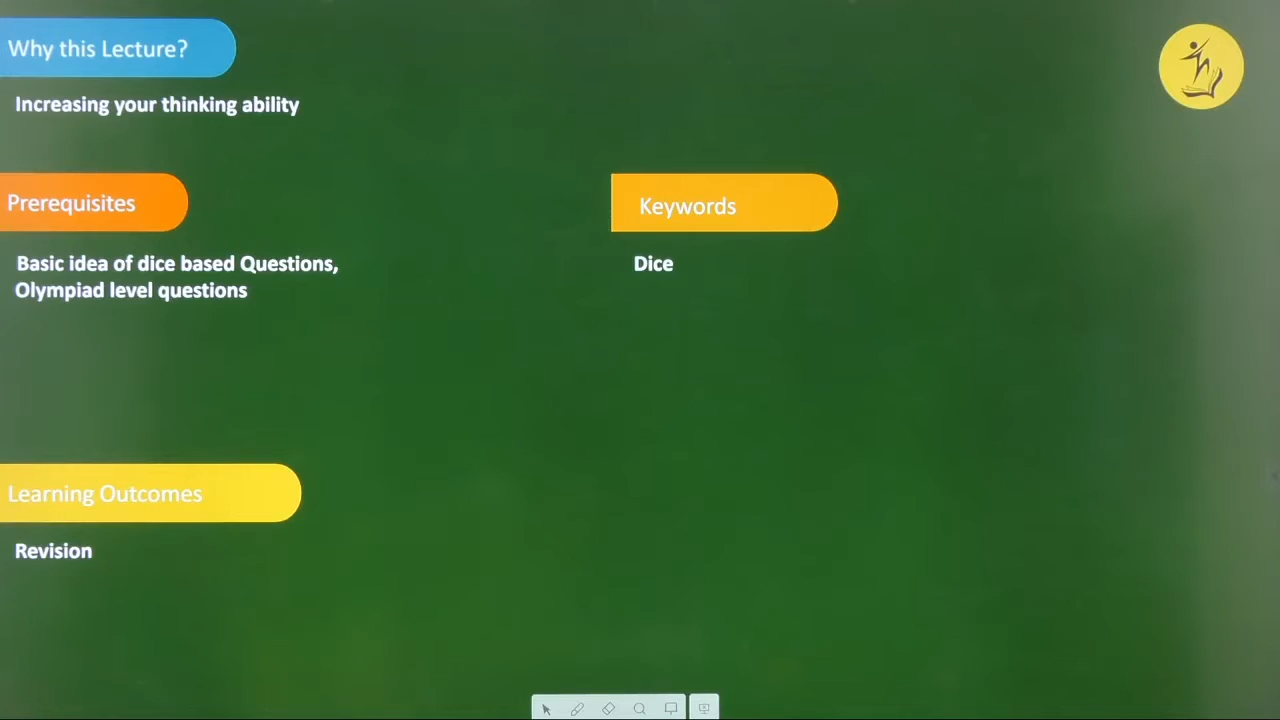 Why this Lecture?
Increasing your thinking ability
Prerequisites
Basic idea of dice based Questions,
Olympiad level questions
Keywords
Dice
Learning Outcomes
Revision